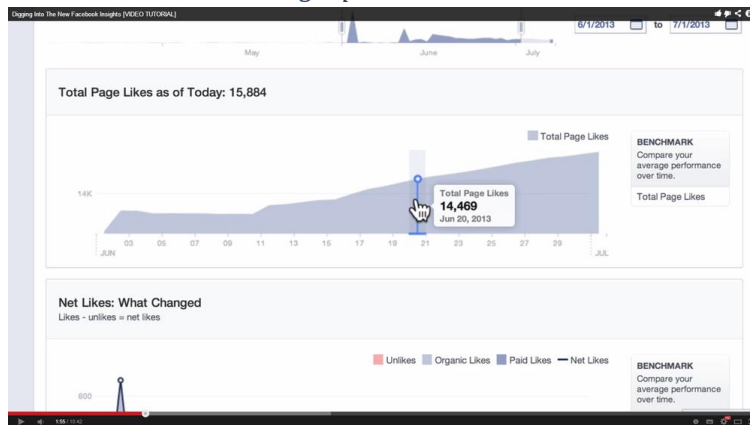 Digging Into The New Facebook Insights [VIDEO TUTORIAL]
6/1/2013 to 7/1/2013
May June July
Total Page Likes as of Today: 15,884
Total Page Likes
BENCHMARK
Compare your
average performance
over time.
Total Page Likes
14K
Total Page Likes
14,469
Jun 20, 2013
03 05 07 09 11 13 15 17 19 21 23 25 27 29
JUN JUL
Net Likes: What Changed
Likes - unlikes = net likes
Unlikes Organic Likes Paid Likes Net Likes
BENCHMARK
Compare your
average performance
over time.
600
1:55 / 10:42